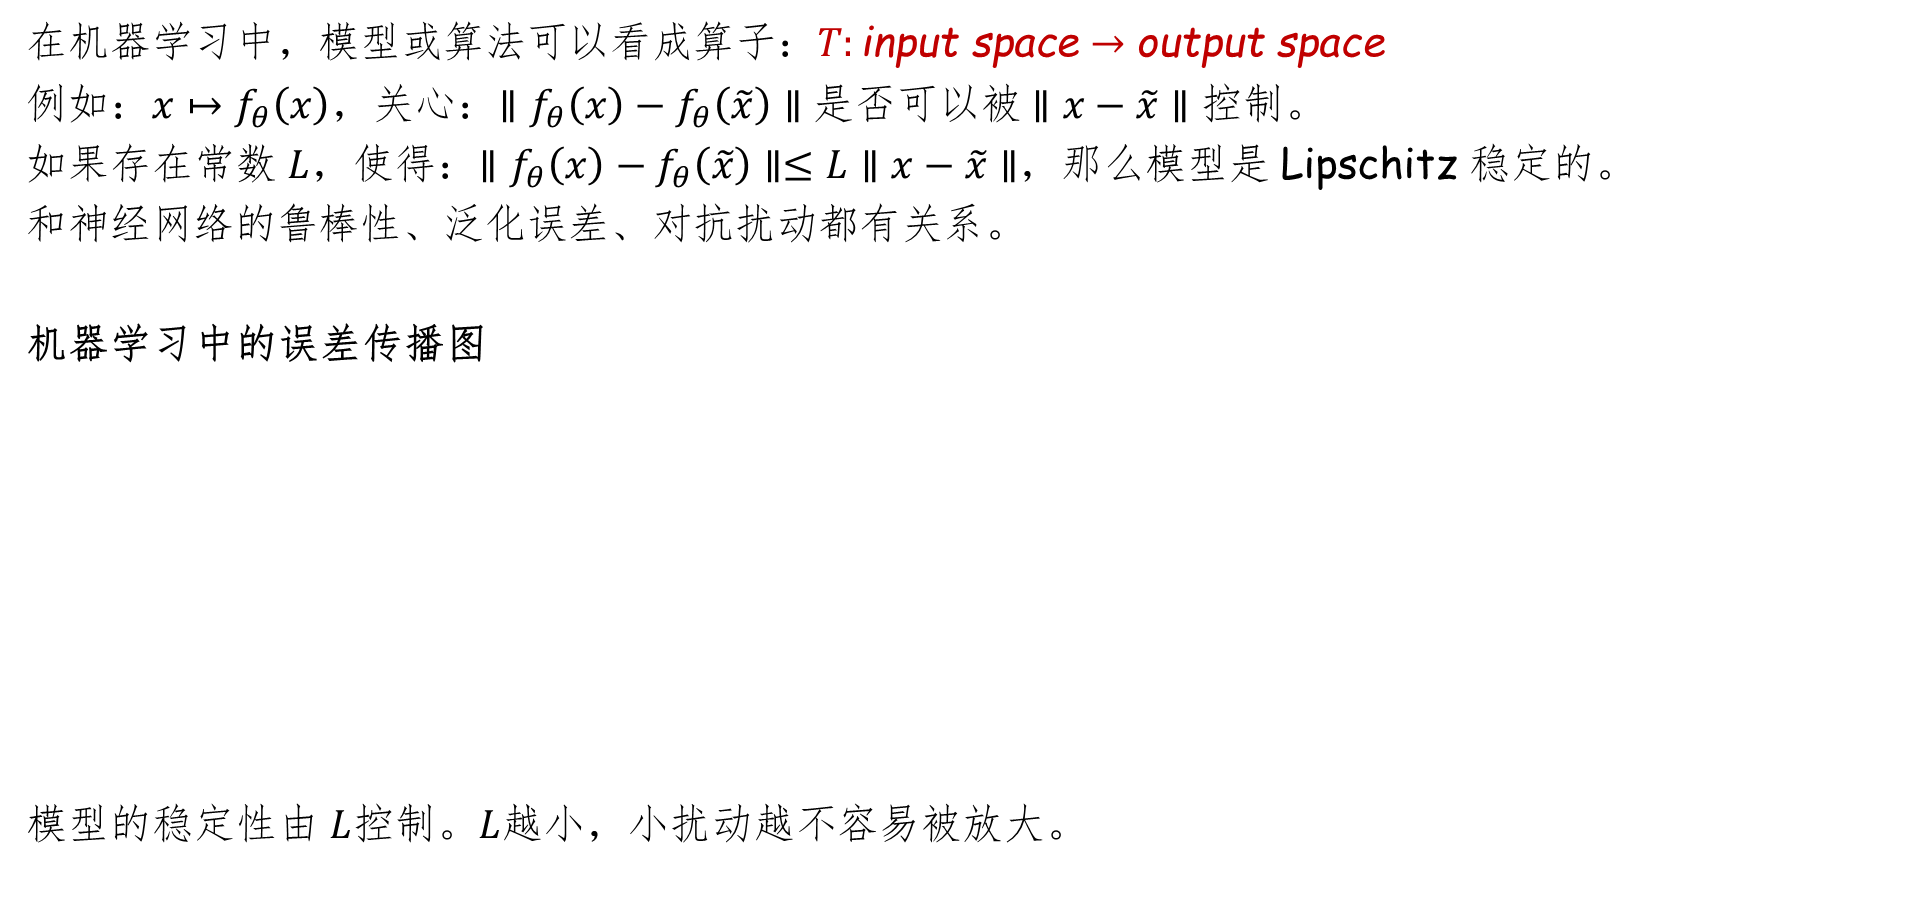 在机器学习中，模型或算法可以看成算子：T: input space → output space
例如：x ↦ f_θ(x)，关心：∥ f_θ(x) − f_θ(x̃) ∥ 是否可以被 ∥ x − x̃ ∥ 控制。
如果存在常数 L，使得：∥ f_θ(x) − f_θ(x̃) ∥≤ L ∥ x − x̃ ∥，那么模型是 Lipschitz 稳定的。
和神经网络的鲁棒性、泛化误差、对抗扰动都有关系。
机器学习中的误差传播图
模型的稳定性由 L控制。L越小，小扰动越不容易被放大。